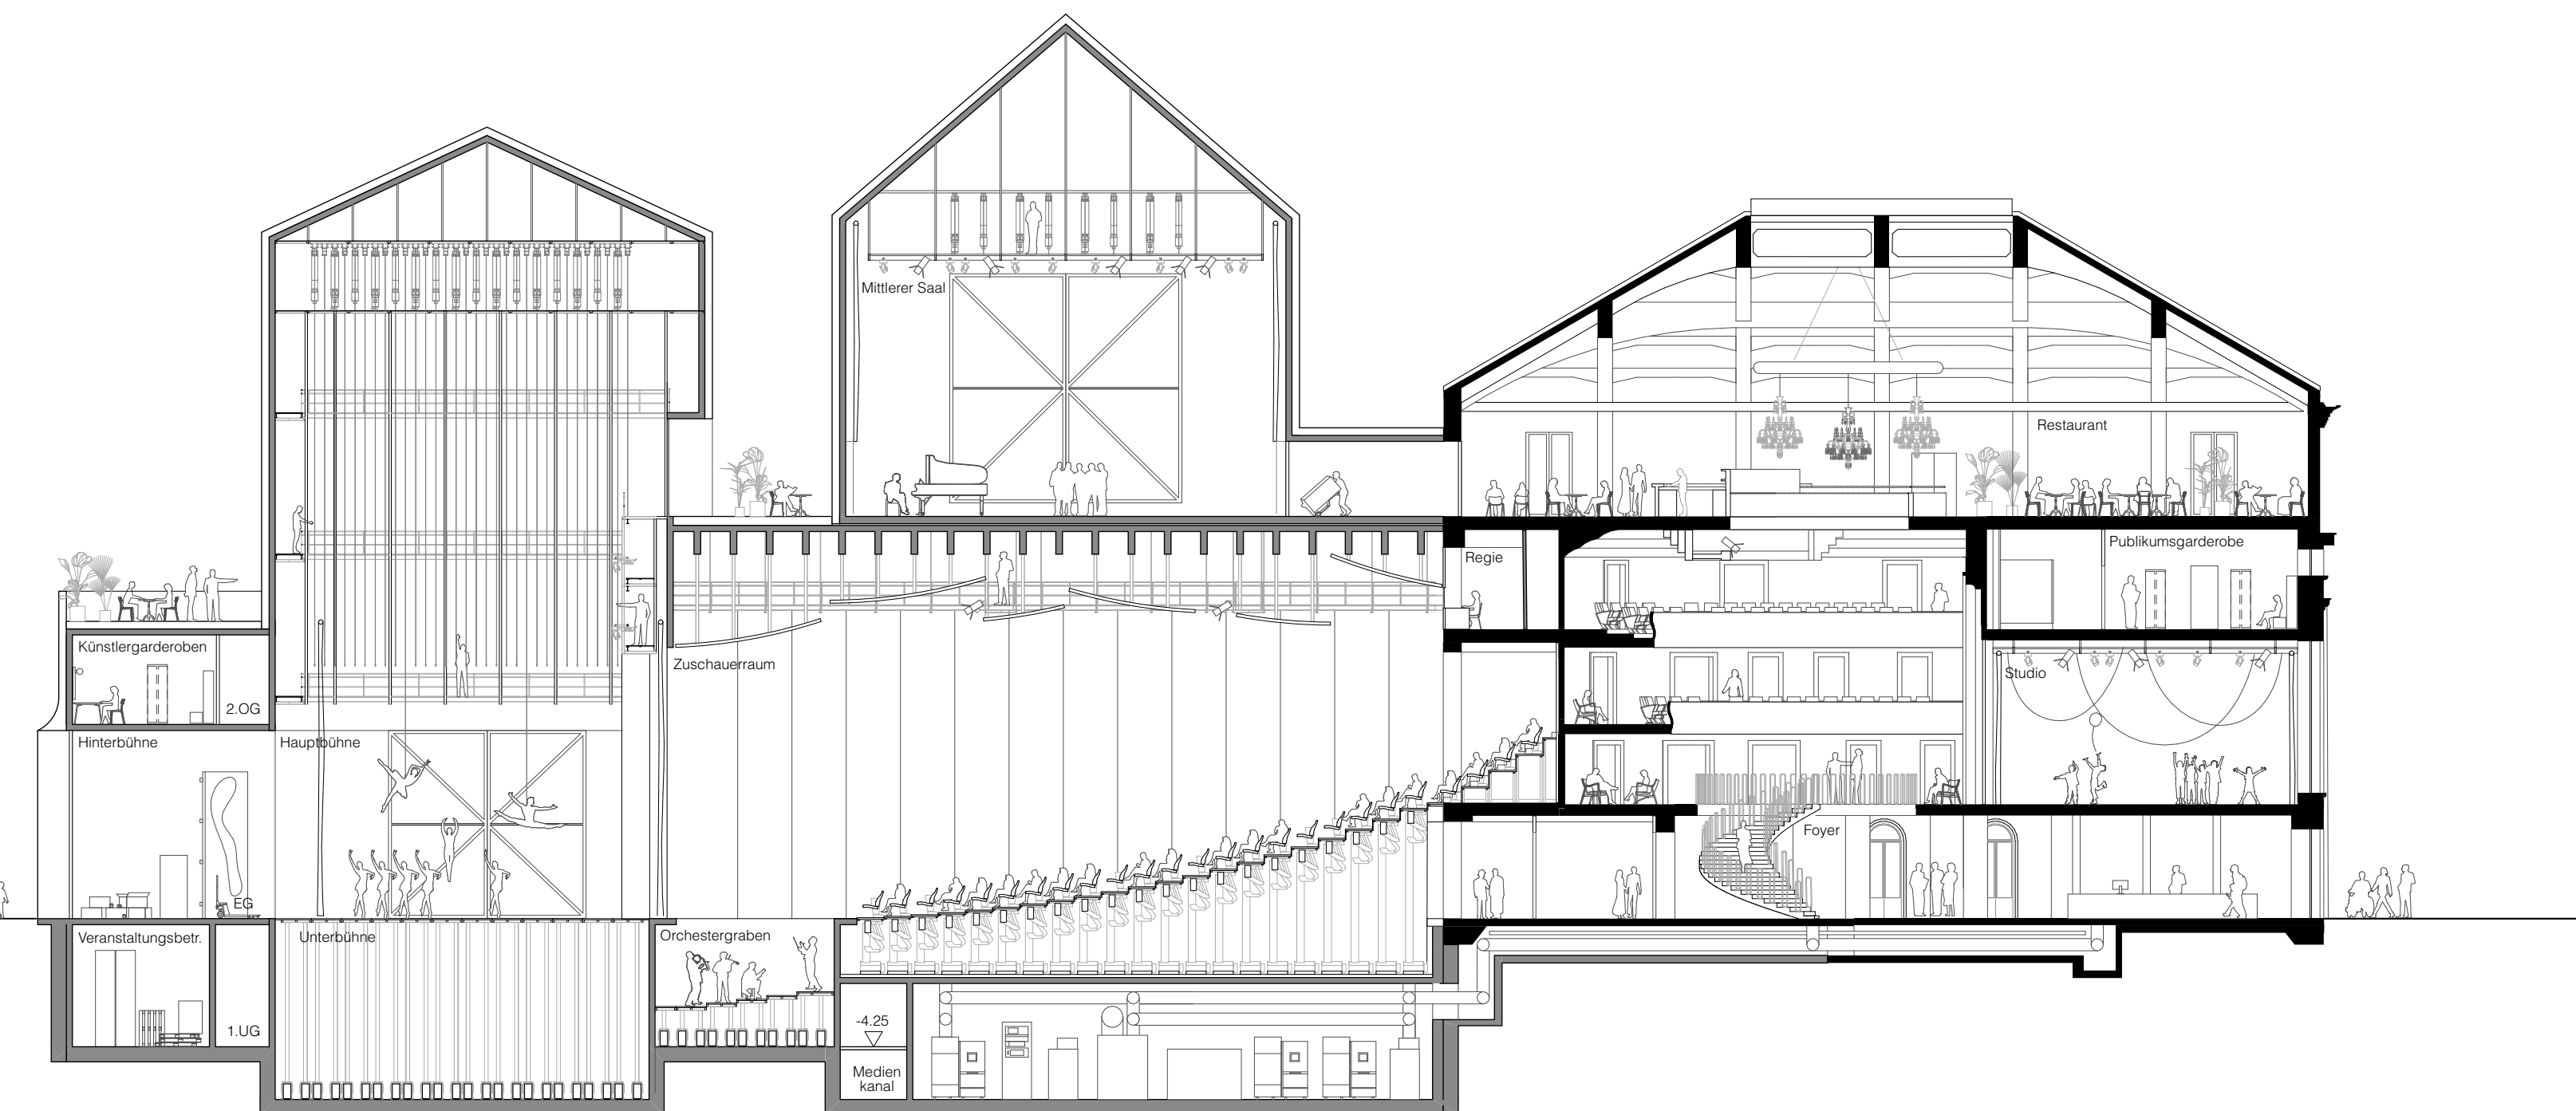 Mittlerer Saal
Restaurant
Regie
Publikumsgarderobe
Künstlergarderoben
Zuschauerraum
Studio
2.OG
Hinterbühne
Hauptbühne
Foyer
EG
Veranstaltungsbetr.
Unterbühne
Orchestergraben
1.UG
-4.25
Medien
kanal